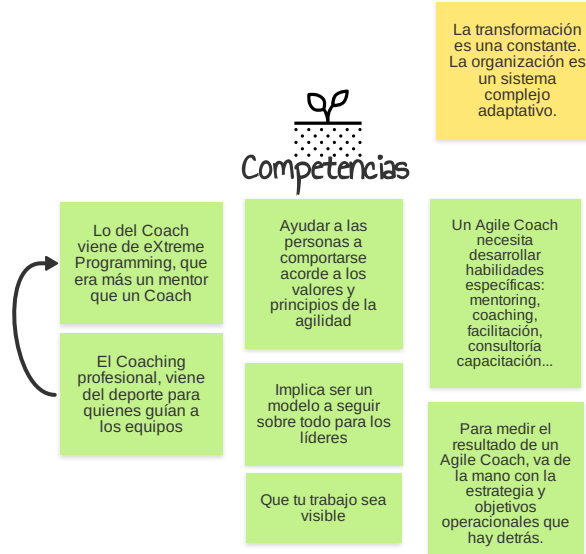 La transformación
es una constante.
La organización es
un sistema
complejo
adaptativo.
Competencias
Lo del Coach
viene de eXtreme
Programming, que
era más un mentor
que un Coach
El Coaching
profesional, viene
del deporte para
quienes guían a
los equipos
Ayudar a las
personas a
comportarse
acorde a los
valores y
principios de la
agilidad
Implica ser un
modelo a seguir
sobre todo para los
líderes
Que tu trabajo sea
visible
Un Agile Coach
necesita
desarrollar
habilidades
específicas:
mentoring,
coaching,
facilitación,
consultoría
capacitación...
Para medir el
resultado de un
Agile Coach, va de
la mano con la
estrategia y
objetivos
operacionales que
hay detrás.